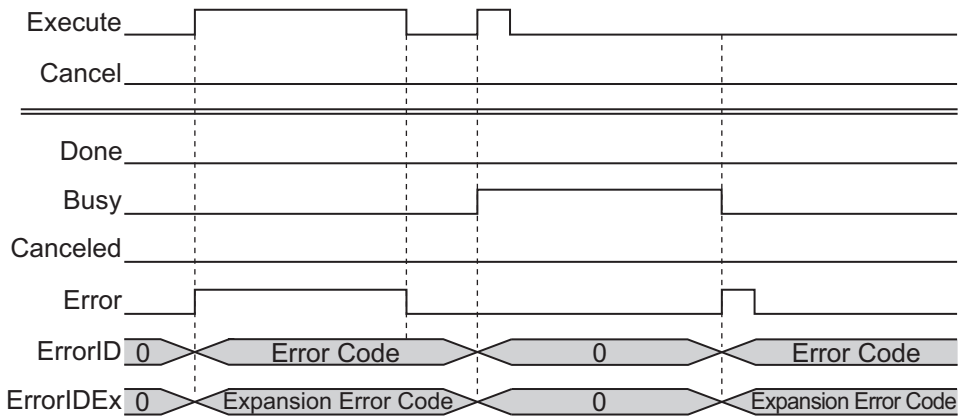 Execute
Cancel
Done
Busy
Canceled
Error
ErrorID 0 Error Code 0 Error Code
ErrorIDEx 0 Expansion Error Code 0 Expansion Error Code